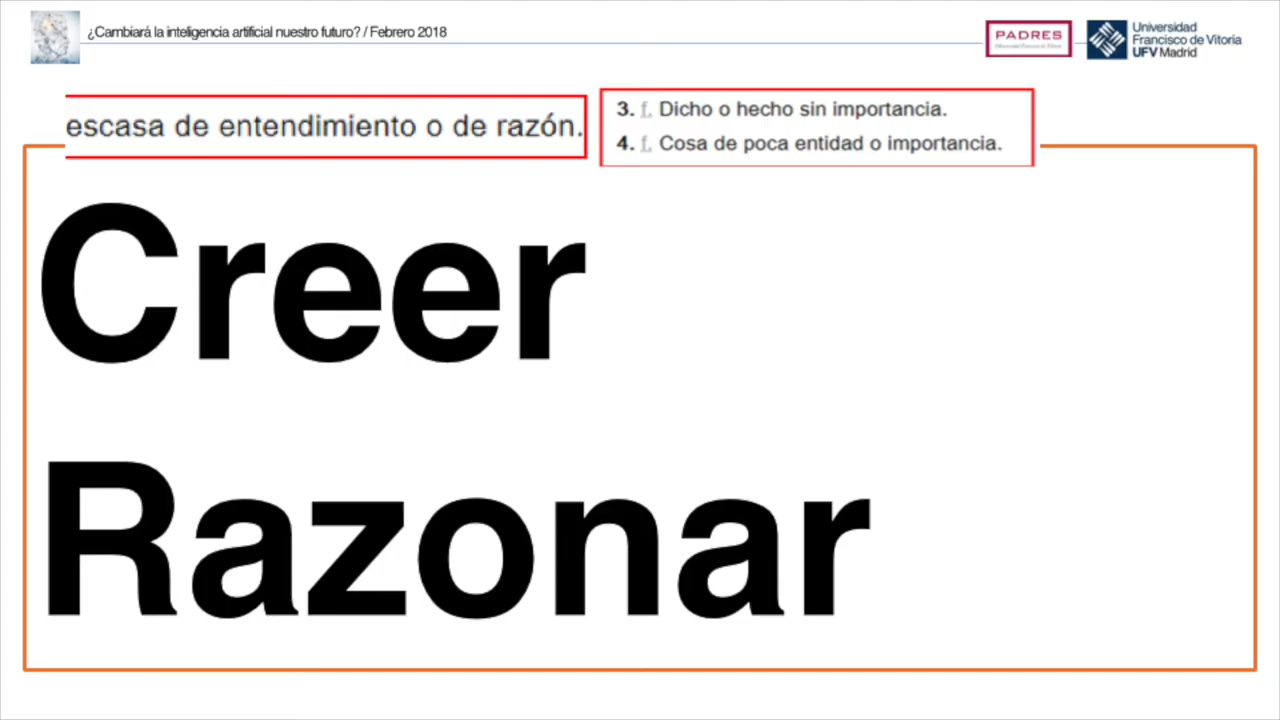 ¿Cambiará la inteligencia artificial nuestro futuro? / Febrero 2018
PADRES
Universidad
Francisco de Vitoria
UFV Madrid
escasa de entendimiento o de razón.
3. f. Dicho o hecho sin importancia.
4. f. Cosa de poca entidad o importancia.
Creer
Razonar